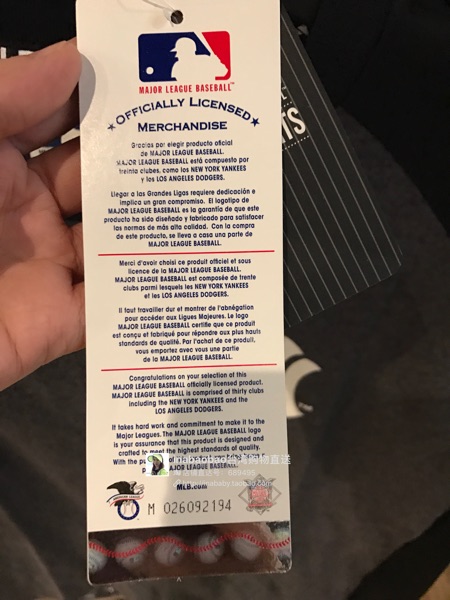 MAJOR LEAGUE BASEBALL™
★ OFFICIALLY LICENSED ★
MERCHANDISE
Gracias por elegir producto oficial
de MAJOR LEAGUE BASEBALL.
MAJOR LEAGUE BASEBALL está compuesto por
treinta clubes, como los NEW YORK YANKEES
y los LOS ANGELES DODGERS.
Llegar a las Grandes Ligas requiere dedicación e
implica un gran compromiso. El logotipo de
MAJOR LEAGUE BASEBALL es la garantía de que este
producto ha sido diseñado y fabricado para satisfacer
las normas de más alta calidad. Con la compra
de este producto, se lleva a casa una parte de
MAJOR LEAGUE BASEBALL.
Merci d'avoir choisi ce produit officiel et sous
licence de la MAJOR LEAGUE BASEBALL.
MAJOR LEAGUE BASEBALL est composée de trente
clubs parmi lesquels les NEW YORK YANKEES
et les LOS ANGELES DODGERS.
Il faut travailler dur et montrer de l'abnégation
pour accéder aux Ligues Majeures. Le logo
MAJOR LEAGUE BASEBALL certifie que ce produit
est conçu et fabriqué pour répondre aux plus hauts
standards de qualité. Par l'achat de ce produit,
vous emportez avec vous une partie
de la MAJOR LEAGUE BASEBALL.
Congratulations on your selection of this
MAJOR LEAGUE BASEBALL officially licensed product.
MAJOR LEAGUE BASEBALL is comprised of thirty clubs
including the NEW YORK YANKEES and the
LOS ANGELES DODGERS.
It takes hard work and commitment to make it to the
Major Leagues. The MAJOR LEAGUE BASEBALL logo
is your assurance that this product is designed and
crafted to meet the highest standards of quality.
With the
MAJOR LEAGUE BASEBALL.
MLB.com
M 026092194
TS